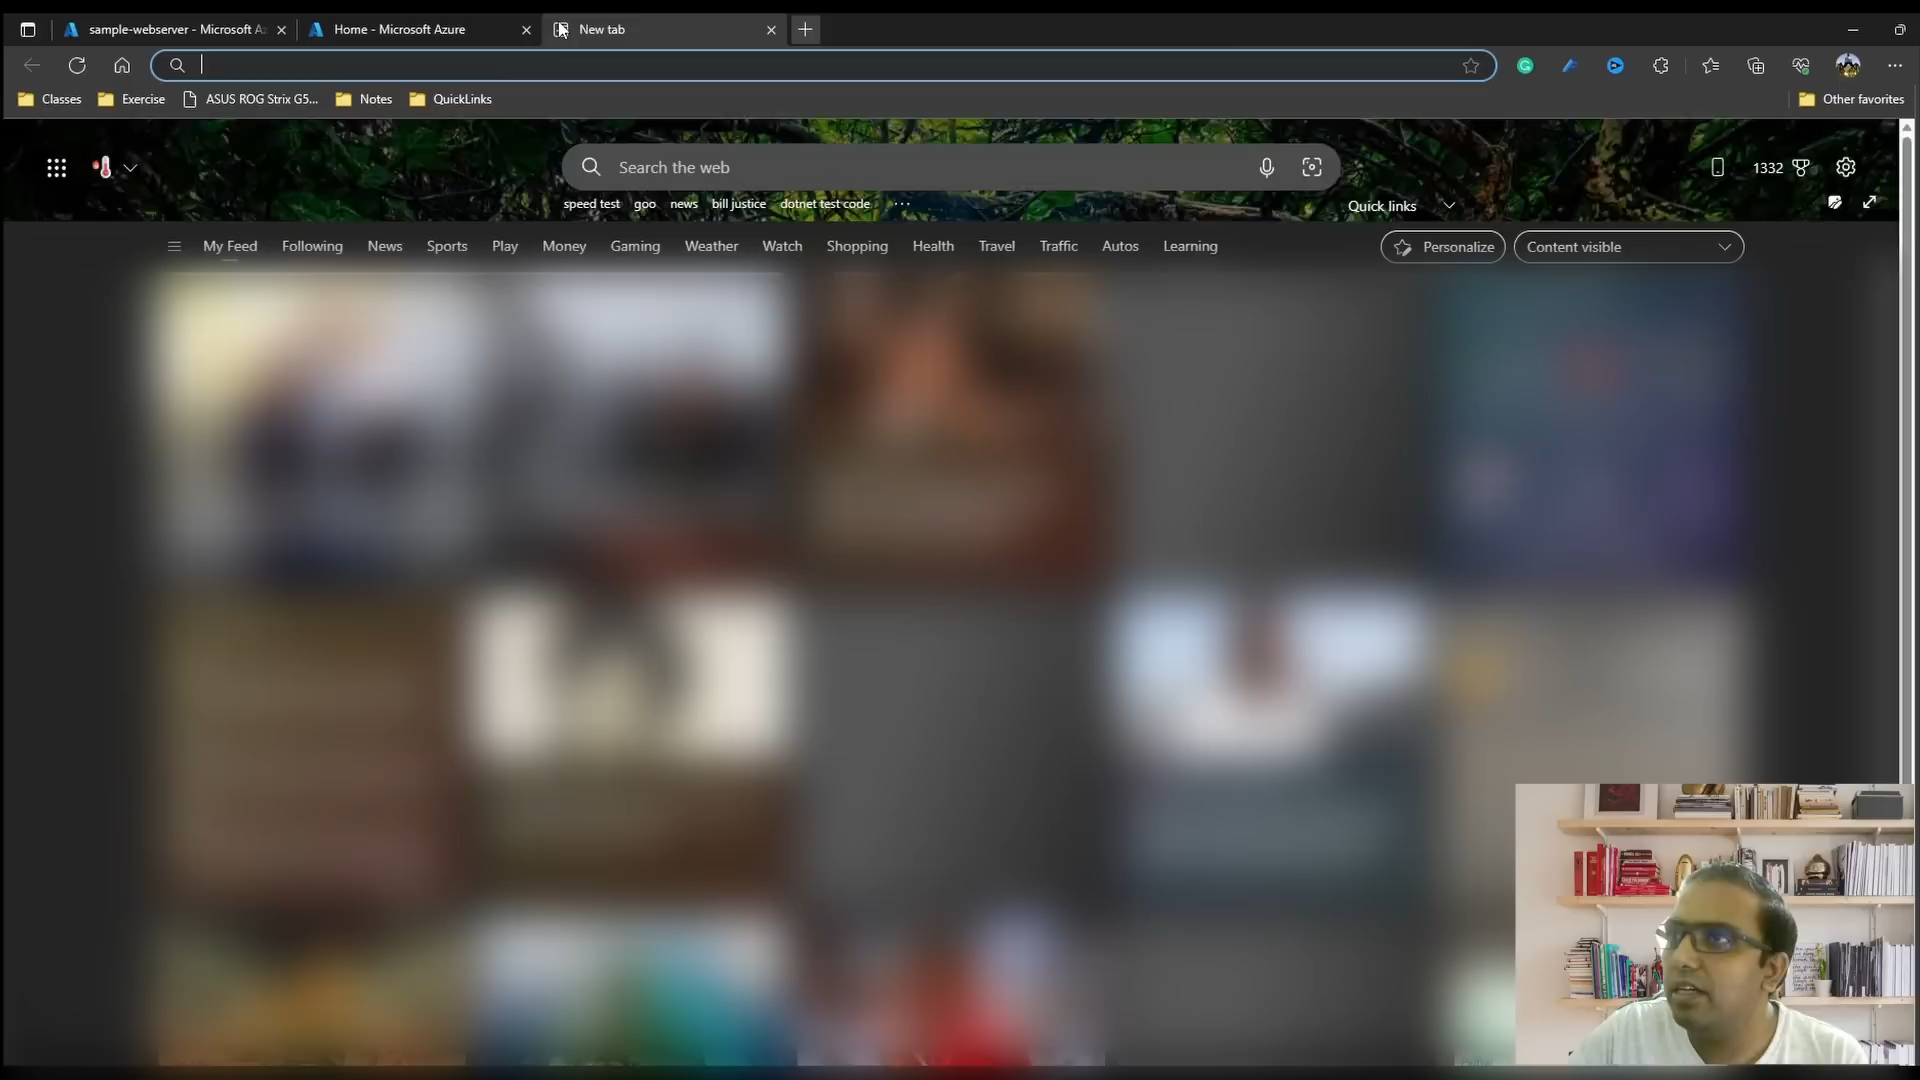 sample-webserver - Microsoft Az
Home - Microsoft Azure
New tab
Classes
Exercise
ASUS ROG Strix G5...
Notes
QuickLinks
Other favorites
Search the web
1332
speed test
goo
news
bill justice
dotnet test code
...
Quick links
My Feed
Following
News
Sports
Play
Money
Gaming
Weather
Watch
Shopping
Health
Travel
Traffic
Autos
Learning
Personalize
Content visible